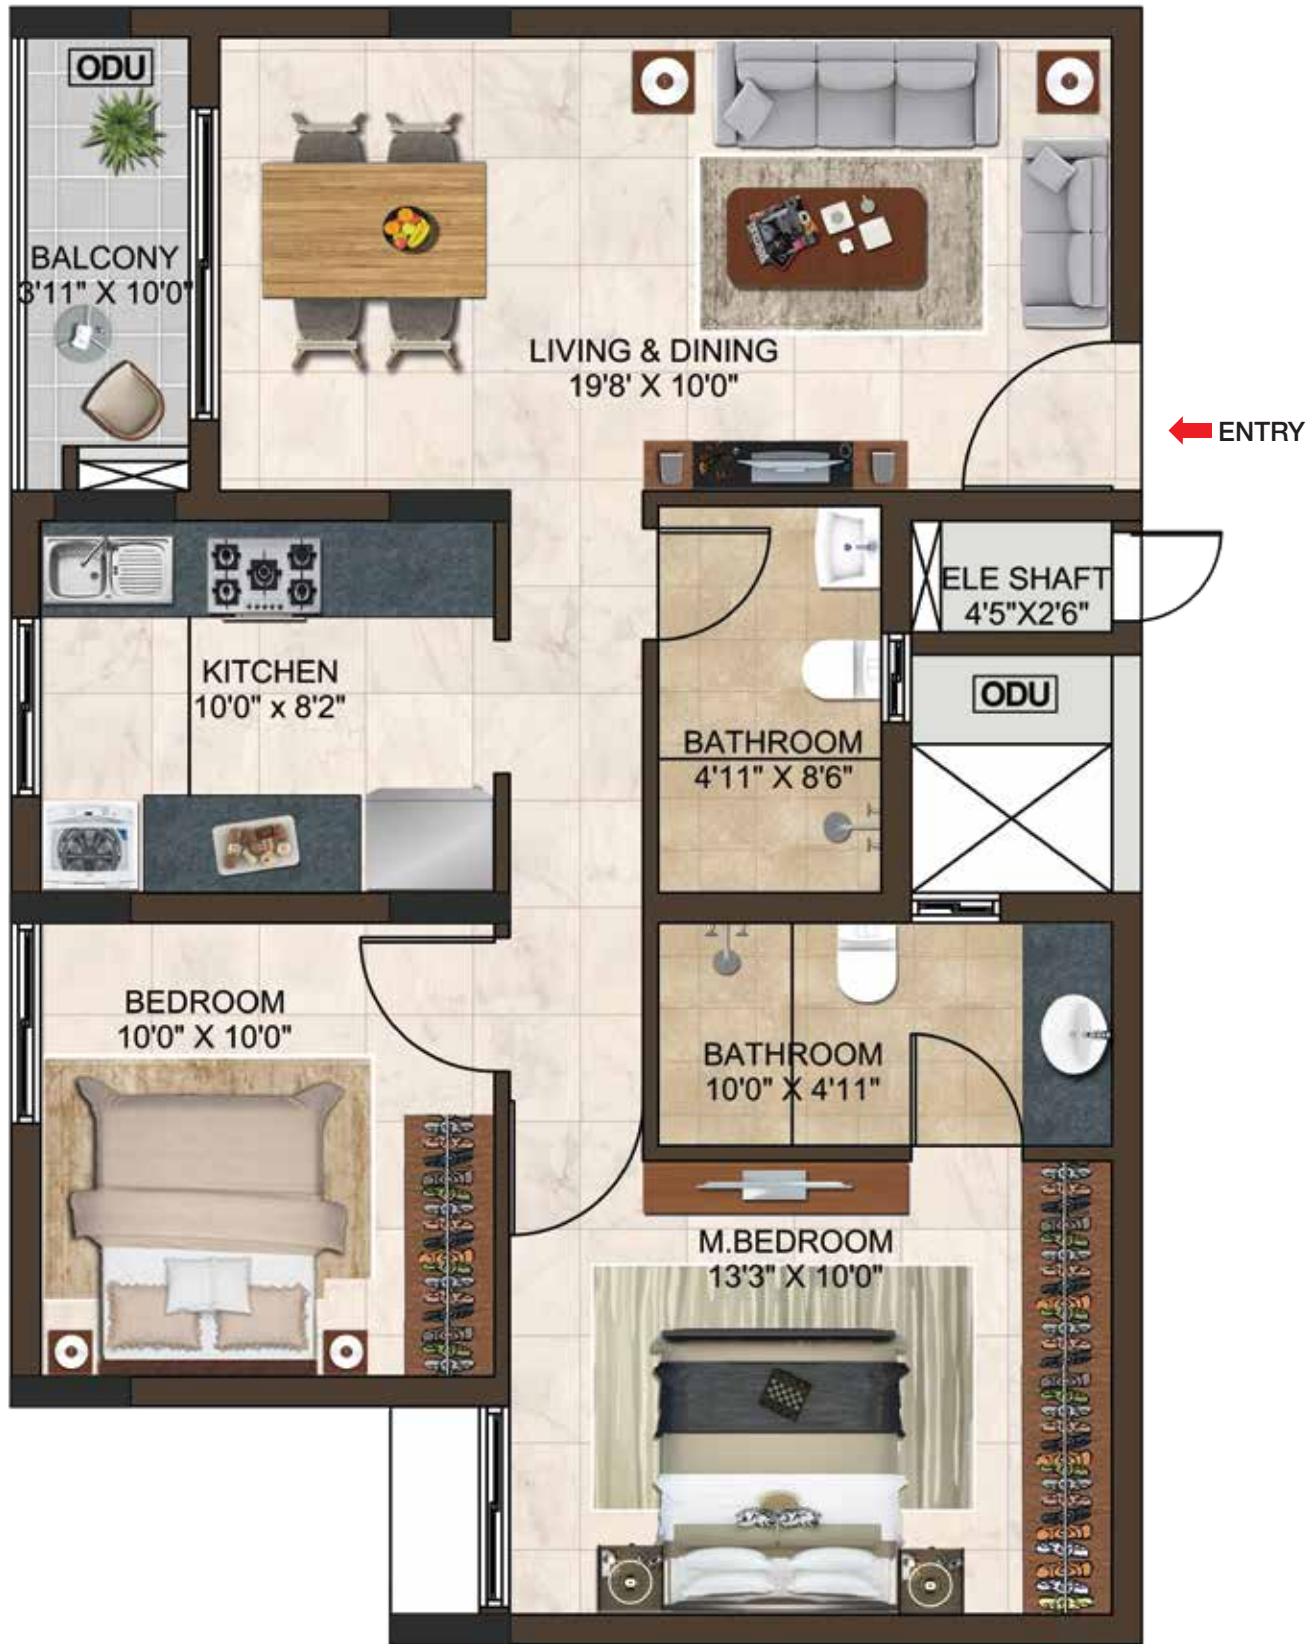 ODU
BALCONY
3'11" X 10'0"
LIVING & DINING
19'8' X 10'0"
ENTRY
ELE SHAFT
4'5"X2'6"
KITCHEN
10'0" x 8'2"
ODU
BATHROOM
4'11" X 8'6"
BEDROOM
10'0" X 10'0"
BATHROOM
10'0" X 4'11"
M.BEDROOM
13'3" X 10'0"